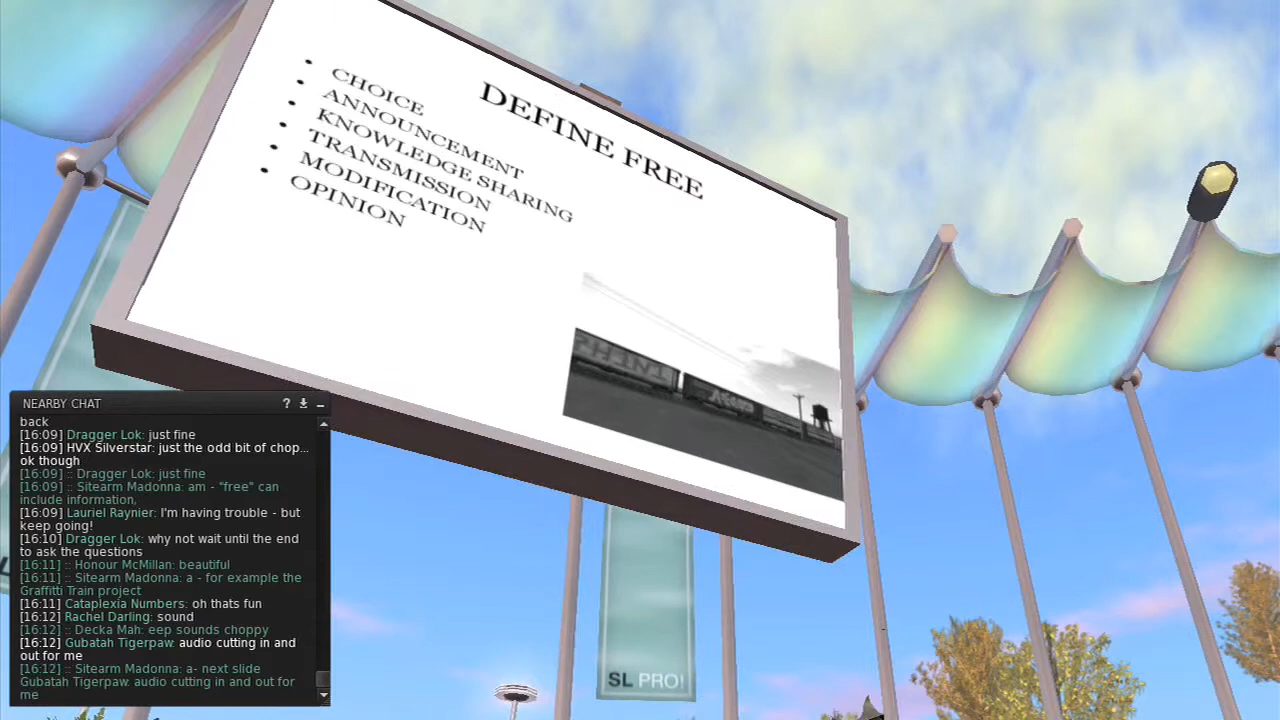 DEFINE FREE
CHOICE
ANNOUNCEMENT
KNOWLEDGE SHARING
TRANSMISSION
MODIFICATION
OPINION
NEARBY CHAT
back
[16:09] Dragger Lok: just fine
[16:09] HVX Silverstar: just the odd bit of chop...
ok though
[16:09] :: Dragger Lok: just fine
[16:09] :: Sitearm Madonna: am - "free" can
include information,
[16:09] Lauriel Raynier: I'm having trouble - but
keep going!
[16:10] Dragger Lok: why not wait until the end
to ask the questions
[16:11] :: Honour McMillan: beautiful
[16:11] :: Sitearm Madonna: a - for example the
Graffitti Train project
[16:11] Cataplexia Numbers: oh thats fun
[16:12] Rachel Darling: sound
[16:12] :: Decka Mah: eep sounds choppy
[16:12] Gubatah Tigerpaw: audio cutting in and
out for me
[16:12] :: Sitearm Madonna: a- next slide
Gubatah Tigerpaw: audio cutting in and out for
me
SL PRO!